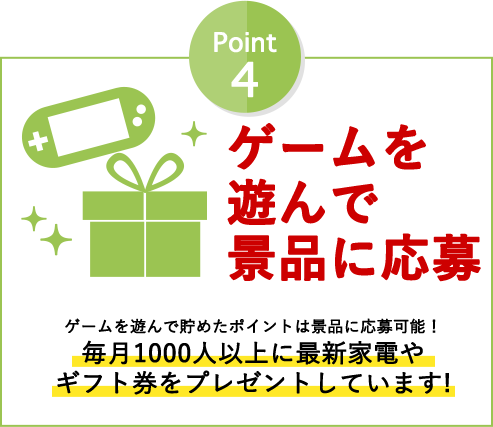 Point
4
ゲームを
遊んで
景品に応募
ゲームを遊んで貯めたポイントは景品に応募可能！
毎月1000人以上に最新家電や
ギフト券をプレゼントしています!